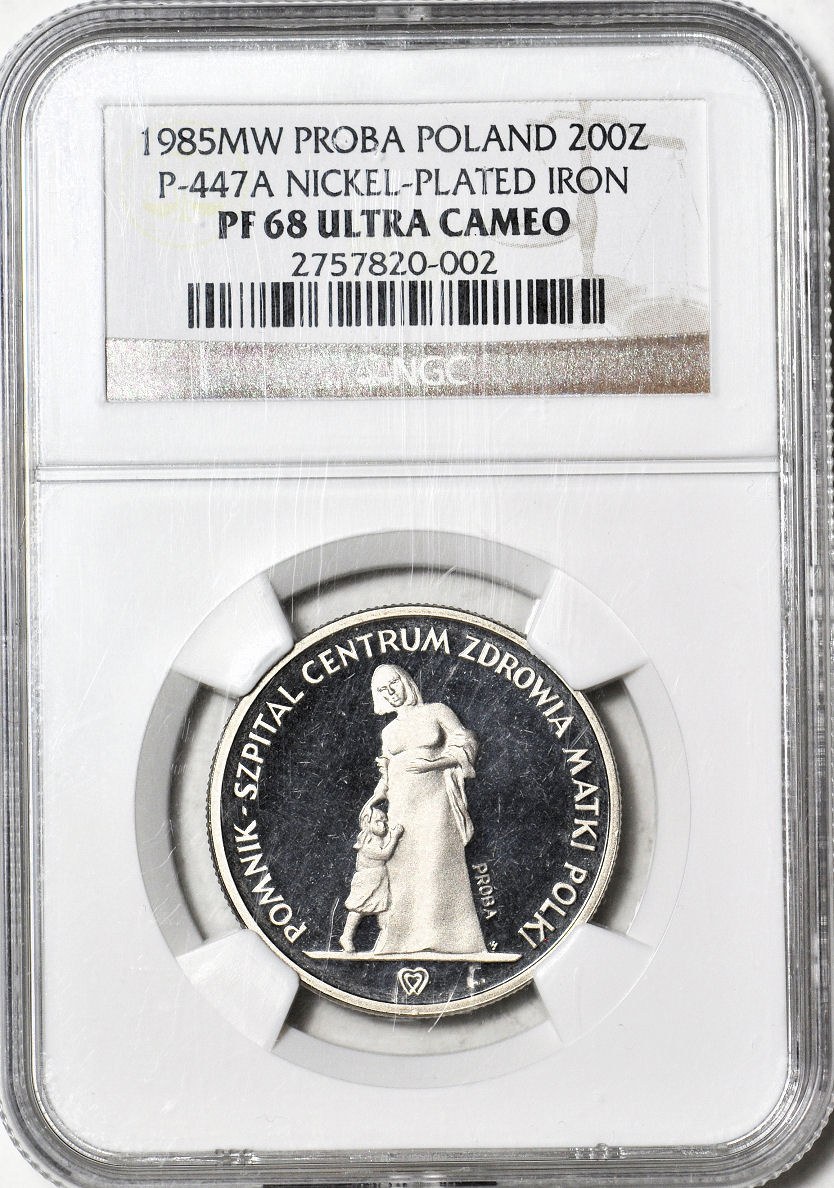 1985MW PROBA POLAND 200Z
P-447A NICKEL-PLATED IRON
PF 68 ULTRA CAMEO
2757820-002
NGC
POMNIK-SZPITAL CENTRUM ZDROWIA MATKI POLKI
PROBA